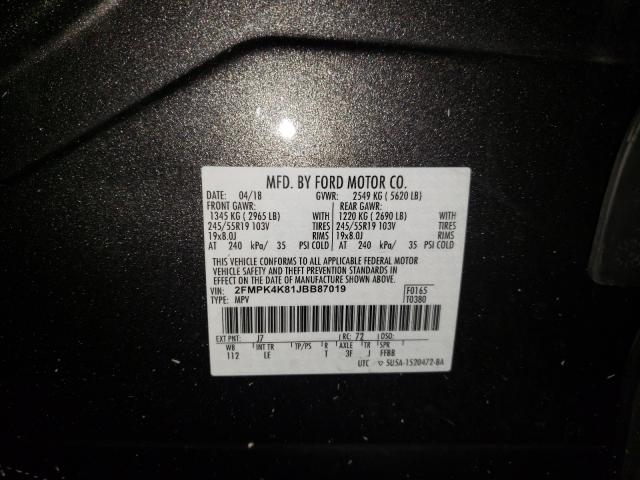 MFD. BY FORD MOTOR CO.
DATE: 04/18 GVWR: 2549 KG ( 5620 LB)
FRONT GAWR: REAR GAWR:
1345 KG ( 2965 LB) WITH 1220 KG ( 2690 LB) WITH
245/55R19 103V TIRES 245/55R19 103V TIRES
19x8.0J RIMS 19x8.0J RIMS
AT 240 kPa/ 35 PSI COLD AT 240 kPa/ 35 PSI COLD
THIS VEHICLE CONFORMS TO ALL APPLICABLE FEDERAL MOTOR
VEHICLE SAFETY AND THEFT PREVENTION STANDARDS IN
EFFECT ON THE DATE OF MANUFACTURE SHOWN ABOVE.
VIN: 2FMPK4K81JBB87019 F0165
TYPE: MPV T0380
EXT PNT: J7 RC: 72 DSO:
WB INT TR TP/PS R AXLE TR SPR
112 LE T 3F J FFBB
UTC ▽ 5U5A-1520472-BA